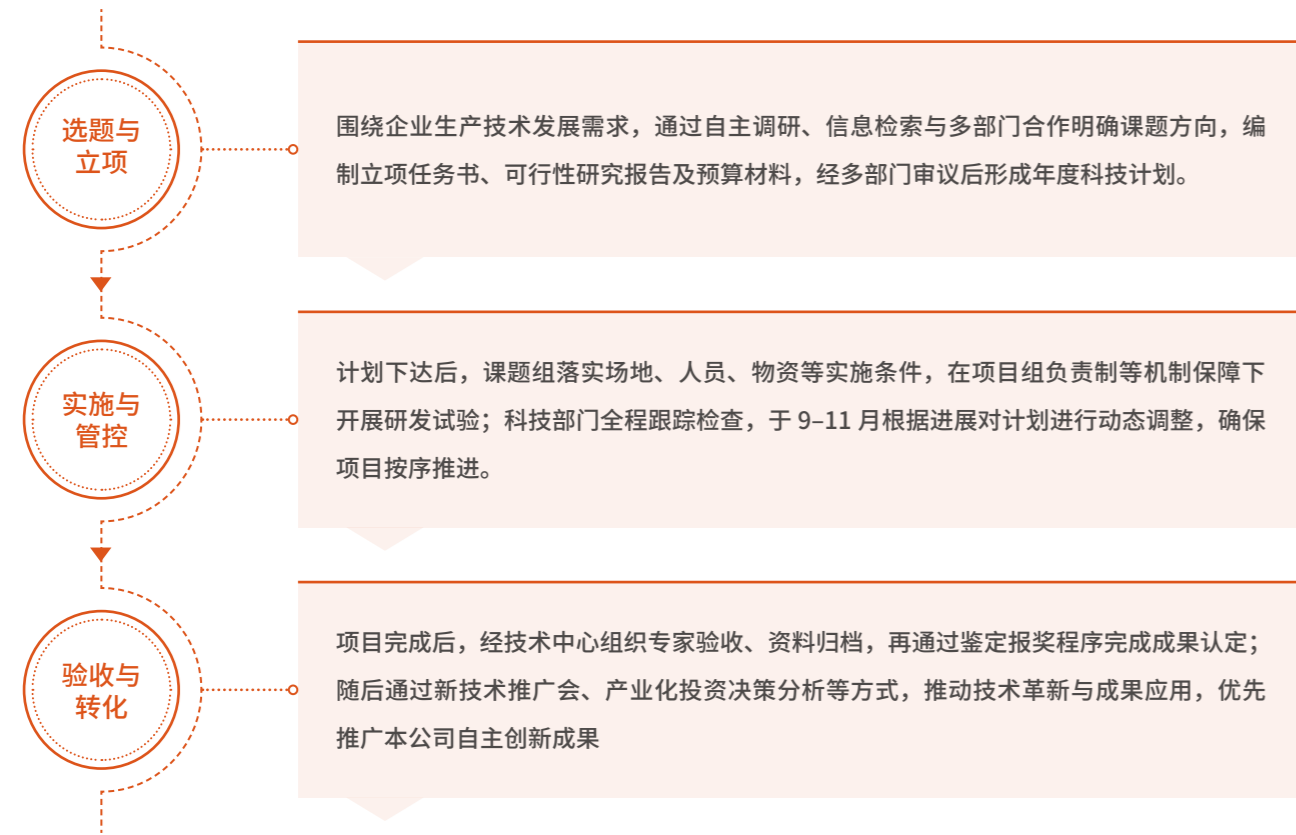 选题与
立项
围绕企业生产技术发展需求，通过自主调研、信息检索与多部门合作明确课题方向，编
制立项任务书、可行性研究报告及预算材料，经多部门审议后形成年度科技计划。
实施与
管控
计划下达后，课题组落实场地、人员、物资等实施条件，在项目组负责制等机制保障下
开展研发试验；科技部门全程跟踪检查，于 9–11 月根据进展对计划进行动态调整，确保
项目按序推进。
验收与
转化
项目完成后，经技术中心组织专家验收、资料归档，再通过鉴定报奖程序完成成果认定；
随后通过新技术推广会、产业化投资决策分析等方式，推动技术革新与成果应用，优先
推广本公司自主创新成果